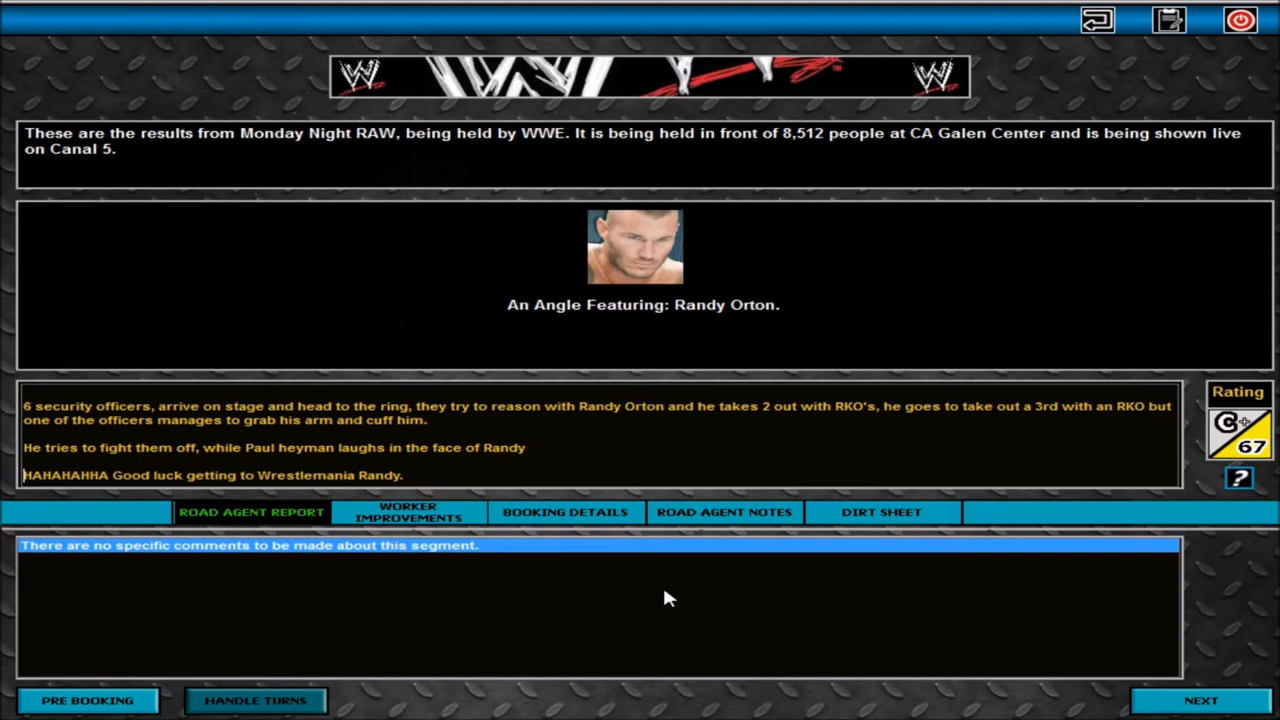 W
W
These are the results from Monday Night RAW, being held by WWE. It is being held in front of 8,512 people at CA Galen Center and is being shown live
on Canal 5.
An Angle Featuring: Randy Orton.
6 security officers, arrive on stage and head to the ring, they try to reason with Randy Orton and he takes 2 out with RKO's, he goes to take out a 3rd with an RKO but
one of the officers manages to grab his arm and cuff him.
He tries to fight them off, while Paul heyman laughs in the face of Randy
HAHAHAHHA Good luck getting to Wrestlemania Randy.
Rating
C+
67
?
ROAD AGENT REPORT
WORKER
IMPROVEMENTS
BOOKING DETAILS
ROAD AGENT NOTES
DIRT SHEET
There are no specific comments to be made about this segment.
PRE BOOKING
HANDLE TURNS
NEXT